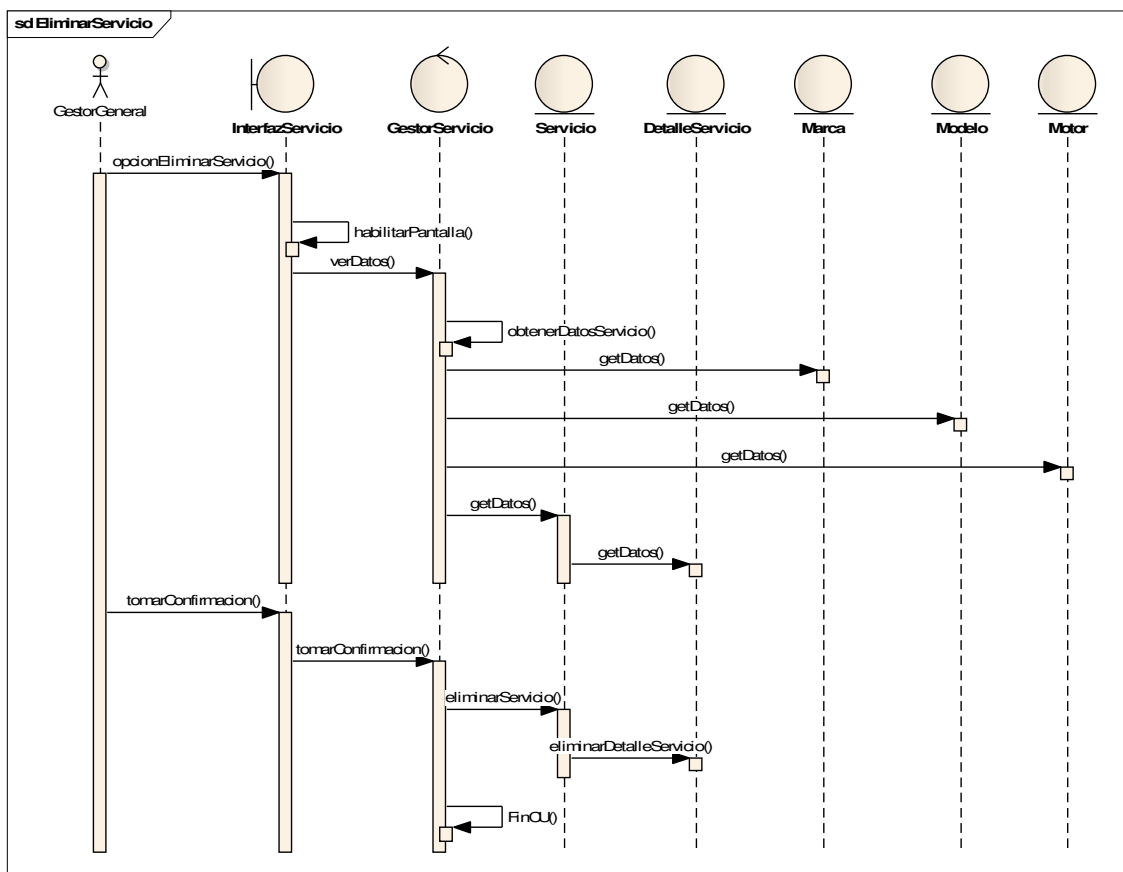 sd EliminarServicio
GestorGeneral
InterfazServicio
GestorServicio
Servicio
DetalleServicio
Marca
Modelo
Motor
opcionEliminarServicio()
habilitarPantalla()
verDatos()
obtenerDatosServicio()
getDatos()
getDatos()
getDatos()
getDatos()
getDatos()
tomarConfirmacion()
tomarConfirmacion()
eliminarServicio()
eliminarDetalleServicio()
FinCU()